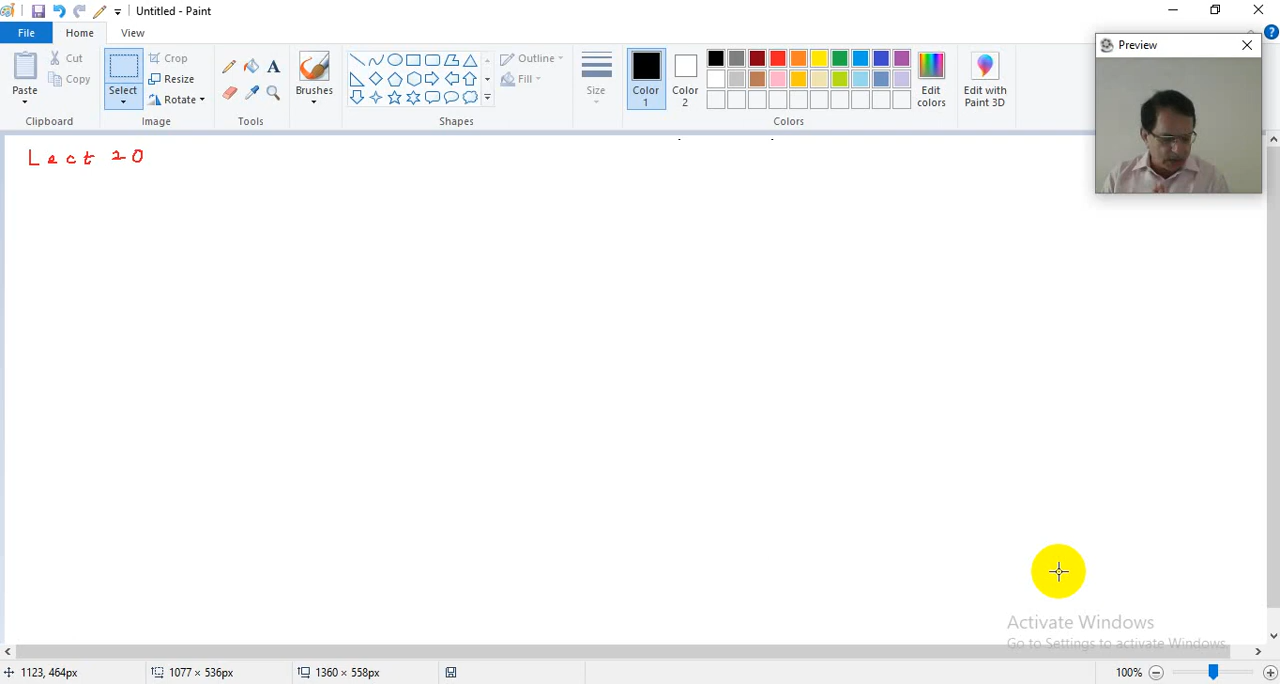 Untitled - Paint
File Home View
Preview
Paste
Cut
Copy
Clipboard
Select
Crop
Resize
Rotate
Image
Tools
Brushes
Shapes
Outline
Fill
Size
Color 1
Color 2
Edit colors
Edit with Paint 3D
Colors
Lect 20
Activate Windows
Go to Settings to activate Windows.
1123, 464px 1077 × 536px 1360 × 558px 100%